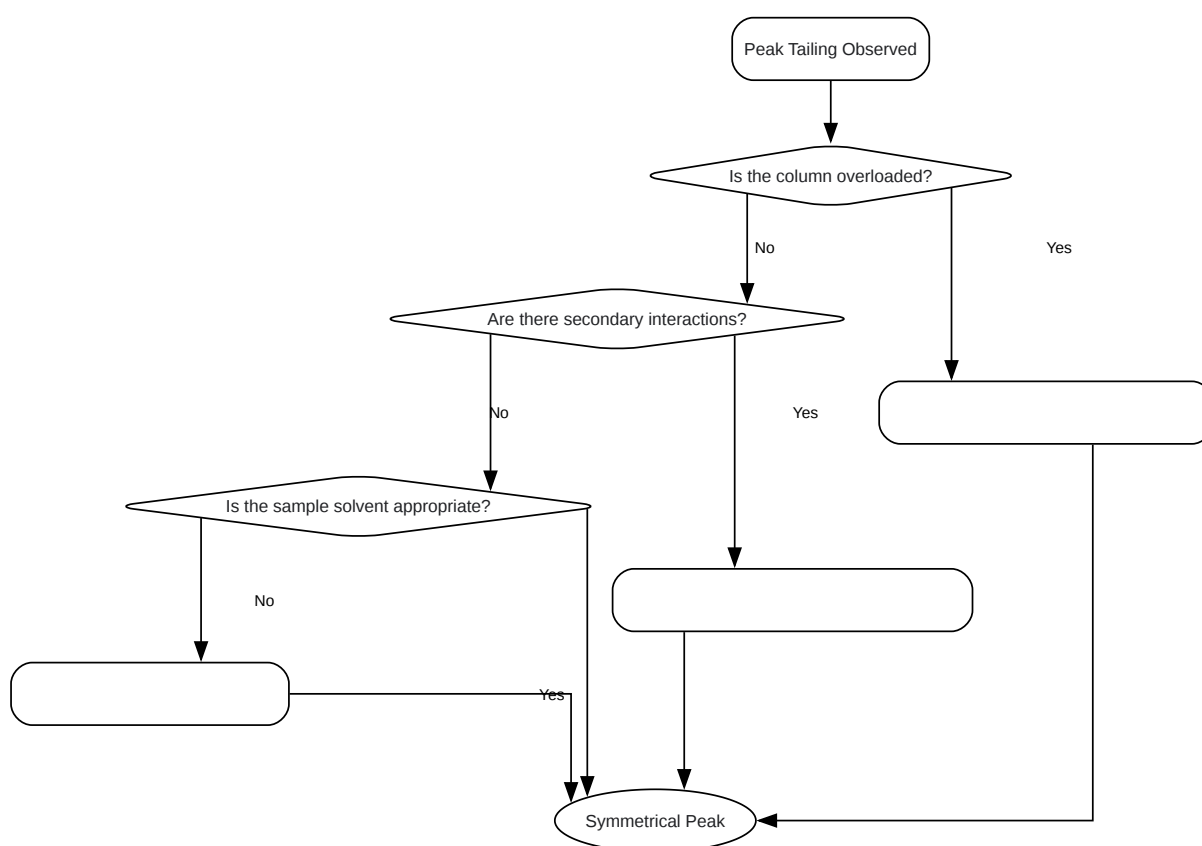 Peak Tailing Observed
Is the column overloaded?
No
Yes
Are there secondary interactions?
No
Yes
Is the sample solvent appropriate?
No
Yes
Symmetrical Peak